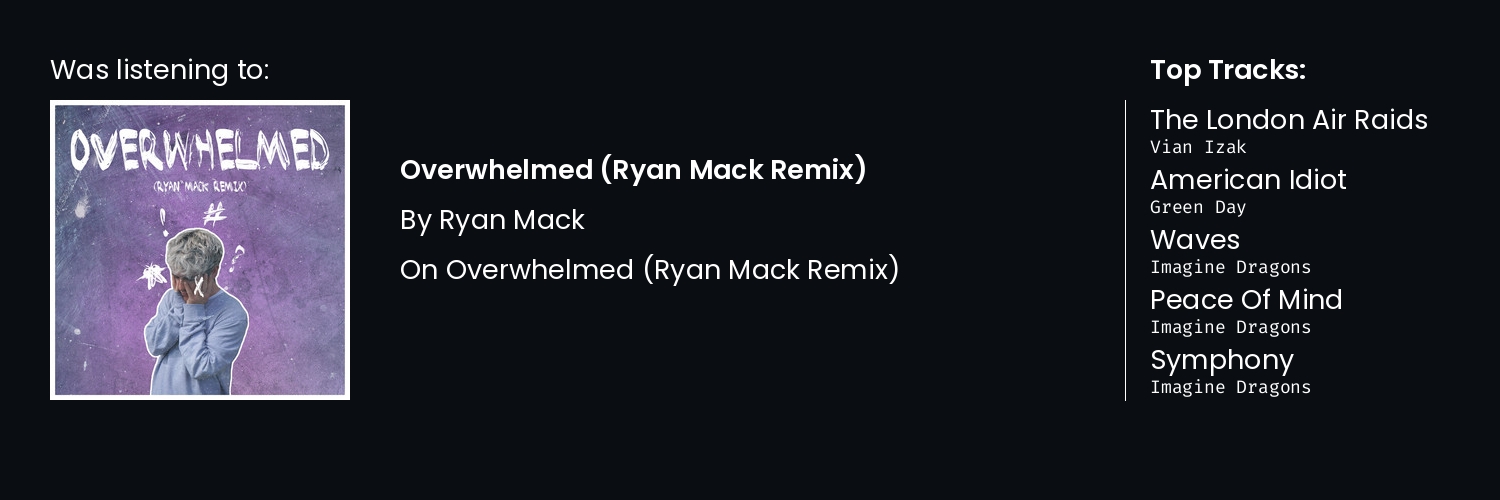 Was listening to:
OVERWHELMED
(RYAN MACK REMIX)
Overwhelmed (Ryan Mack Remix)
By Ryan Mack
On Overwhelmed (Ryan Mack Remix)
Top Tracks:
The London Air Raids
Vian Izak
American Idiot
Green Day
Waves
Imagine Dragons
Peace Of Mind
Imagine Dragons
Symphony
Imagine Dragons